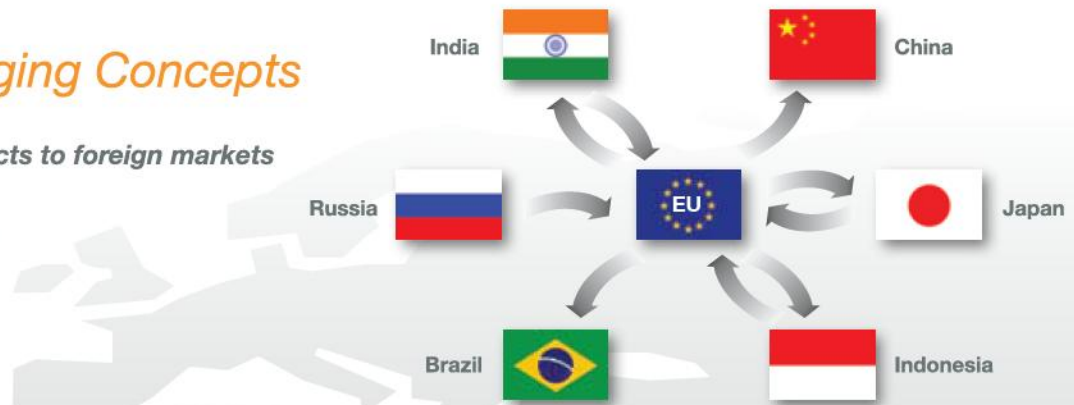 ging Concepts
cts to foreign markets
India
China
Russia
EU
Japan
Brazil
Indonesia